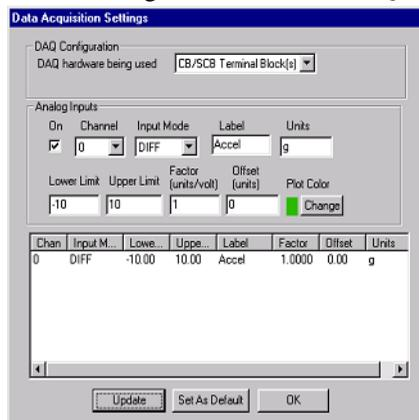 Data Acquisition Settings
DAQ Configuration
DAQ hardware being used CB/SCB Terminal Block(s)
Analog Inputs
On Channel Input Mode Label Units
0 DIFF Accel g
Lower Limit Upper Limit Factor (units/volt) Offset (units) Plot Color
-10 10 1 0 Change
Chan Input M... Lowe... Uppe... Label Factor Offset Units
0 DIFF -10.00 10.00 Accel 1.0000 0.00 g
Update Set As Default OK